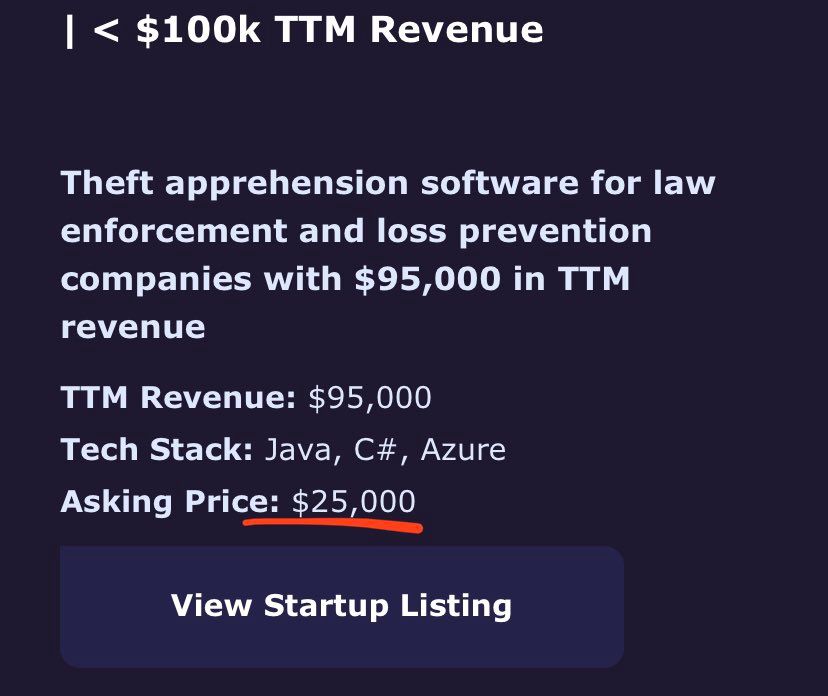 | < $100k TTM Revenue
Theft apprehension software for law
enforcement and loss prevention
companies with $95,000 in TTM
revenue
TTM Revenue: $95,000
Tech Stack: Java, C#, Azure
Asking Price: $25,000
View Startup Listing